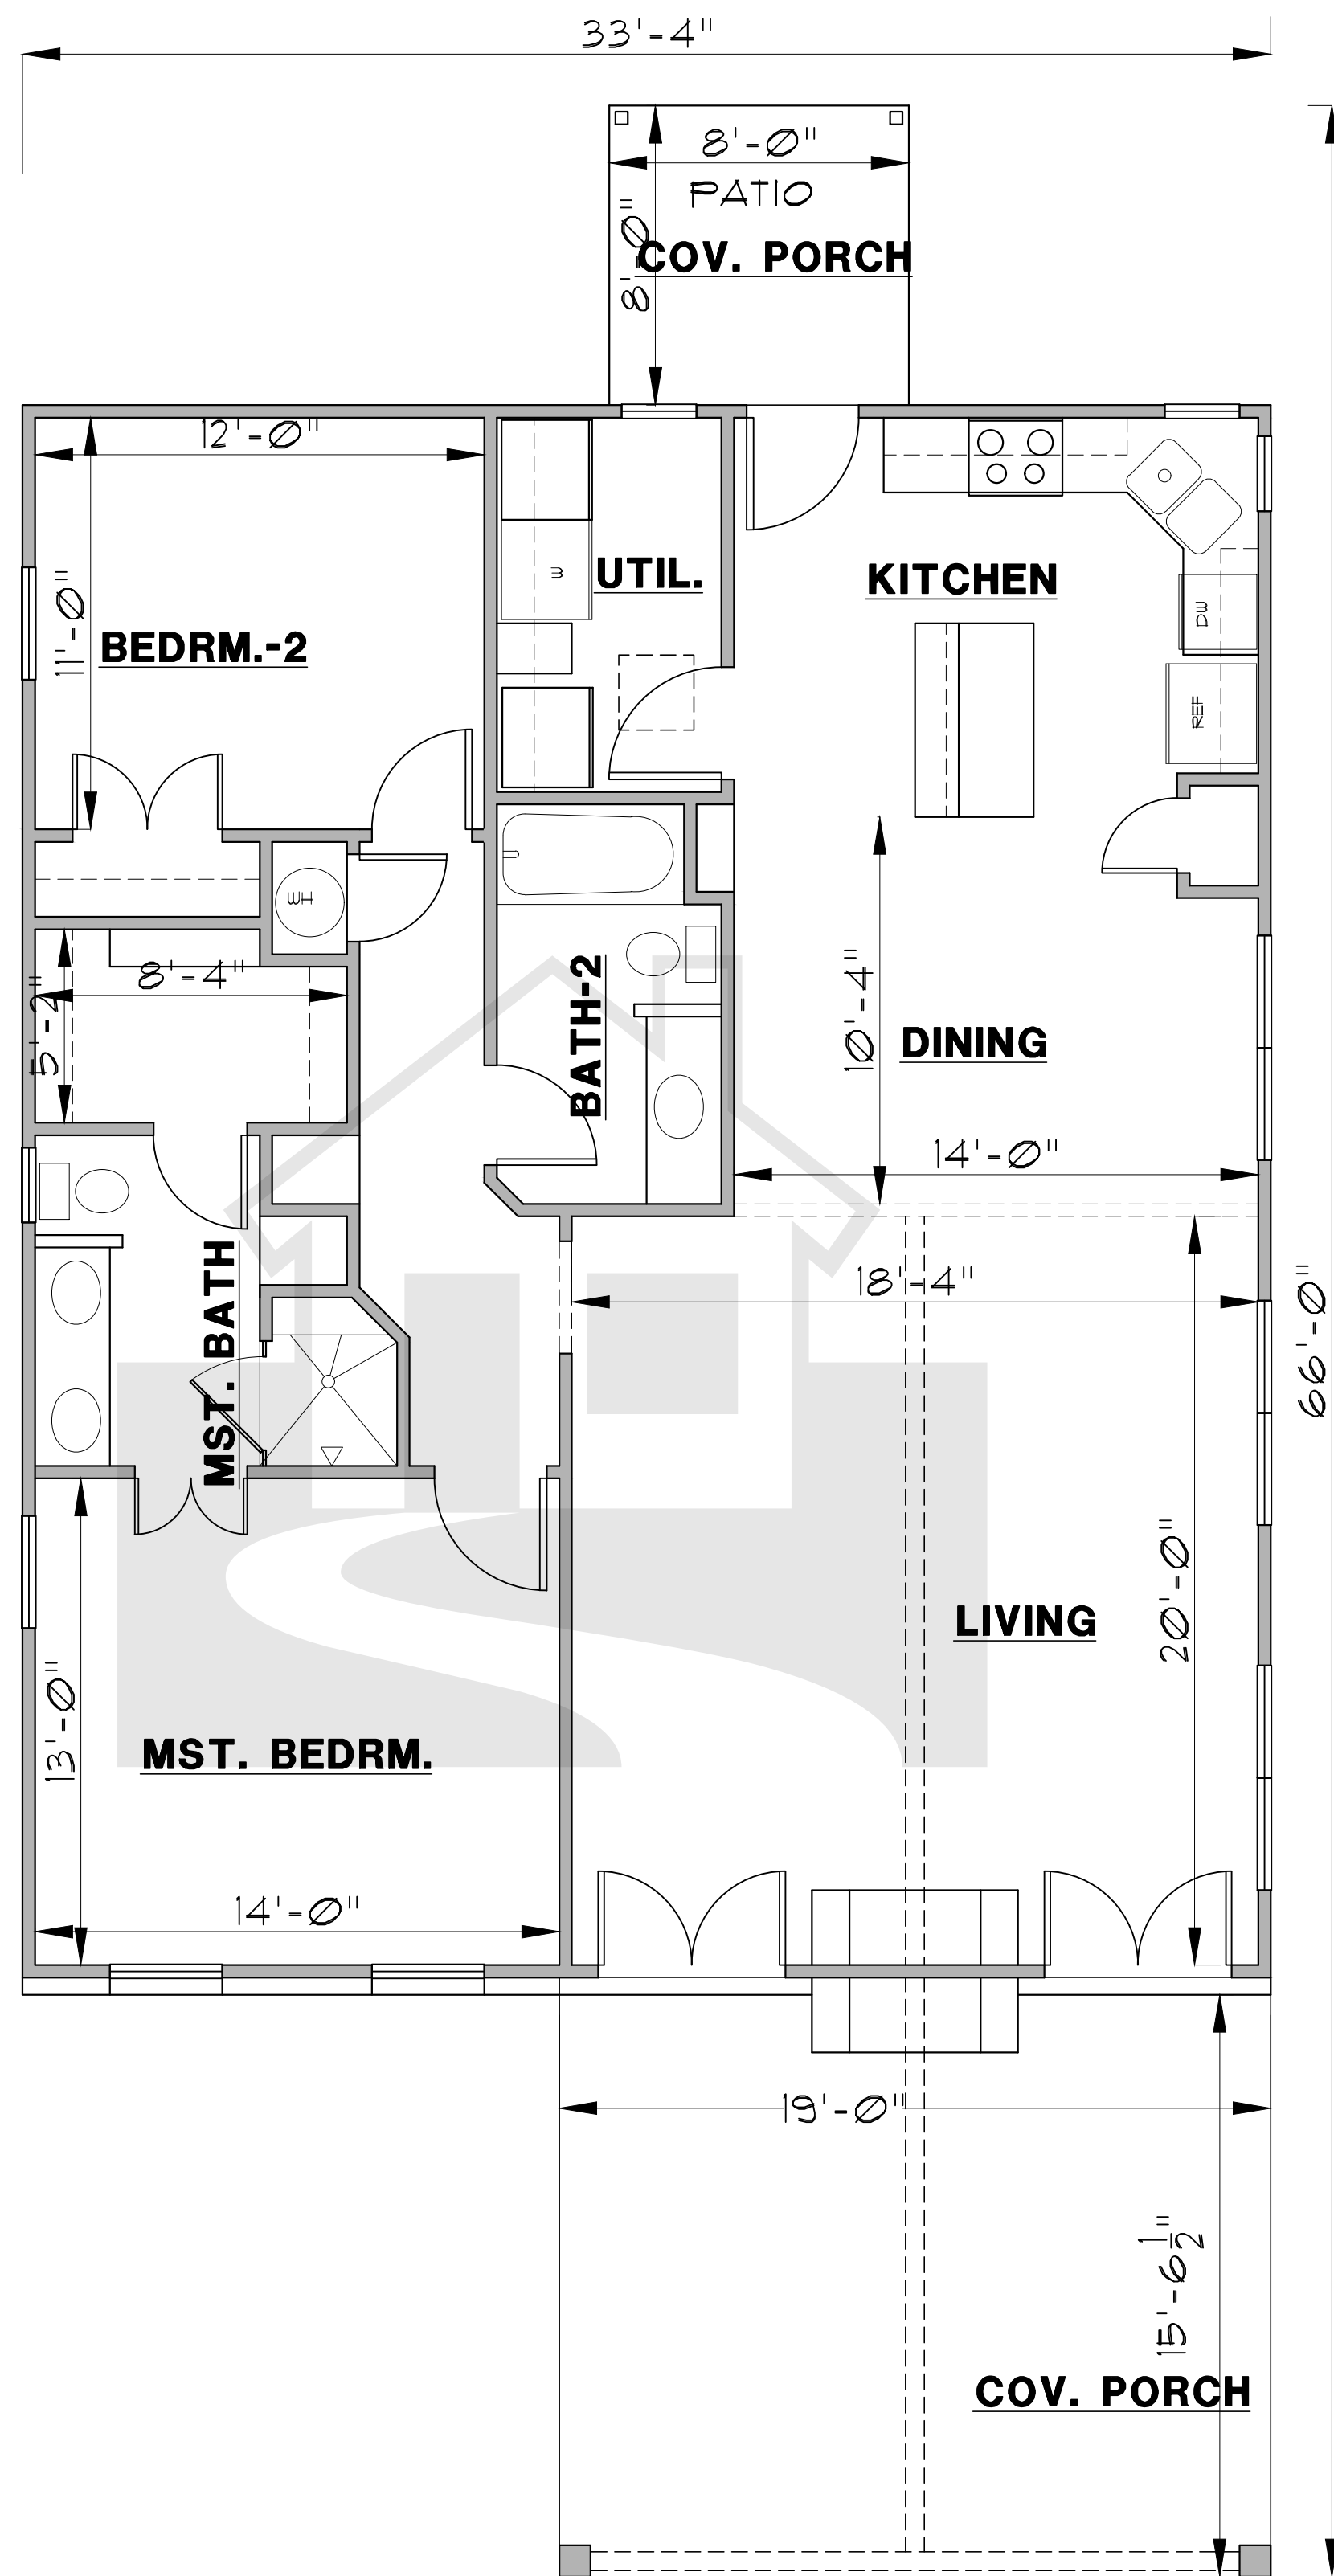 33'-4"
8'-0"
PATIO
8'-0"
COV. PORCH
12'-0"
11'-0"
BEDRM.-2
W
UTIL.
KITCHEN
DW
REF
WH
8'-4"
5'-2"
BATH-2
10'-4"
DINING
14'-0"
18'-4"
66'-0"
MST. BATH
20'-0"
LIVING
13'-0"
MST. BEDRM.
14'-0"
19'-0"
15'-6 1/2"
COV. PORCH